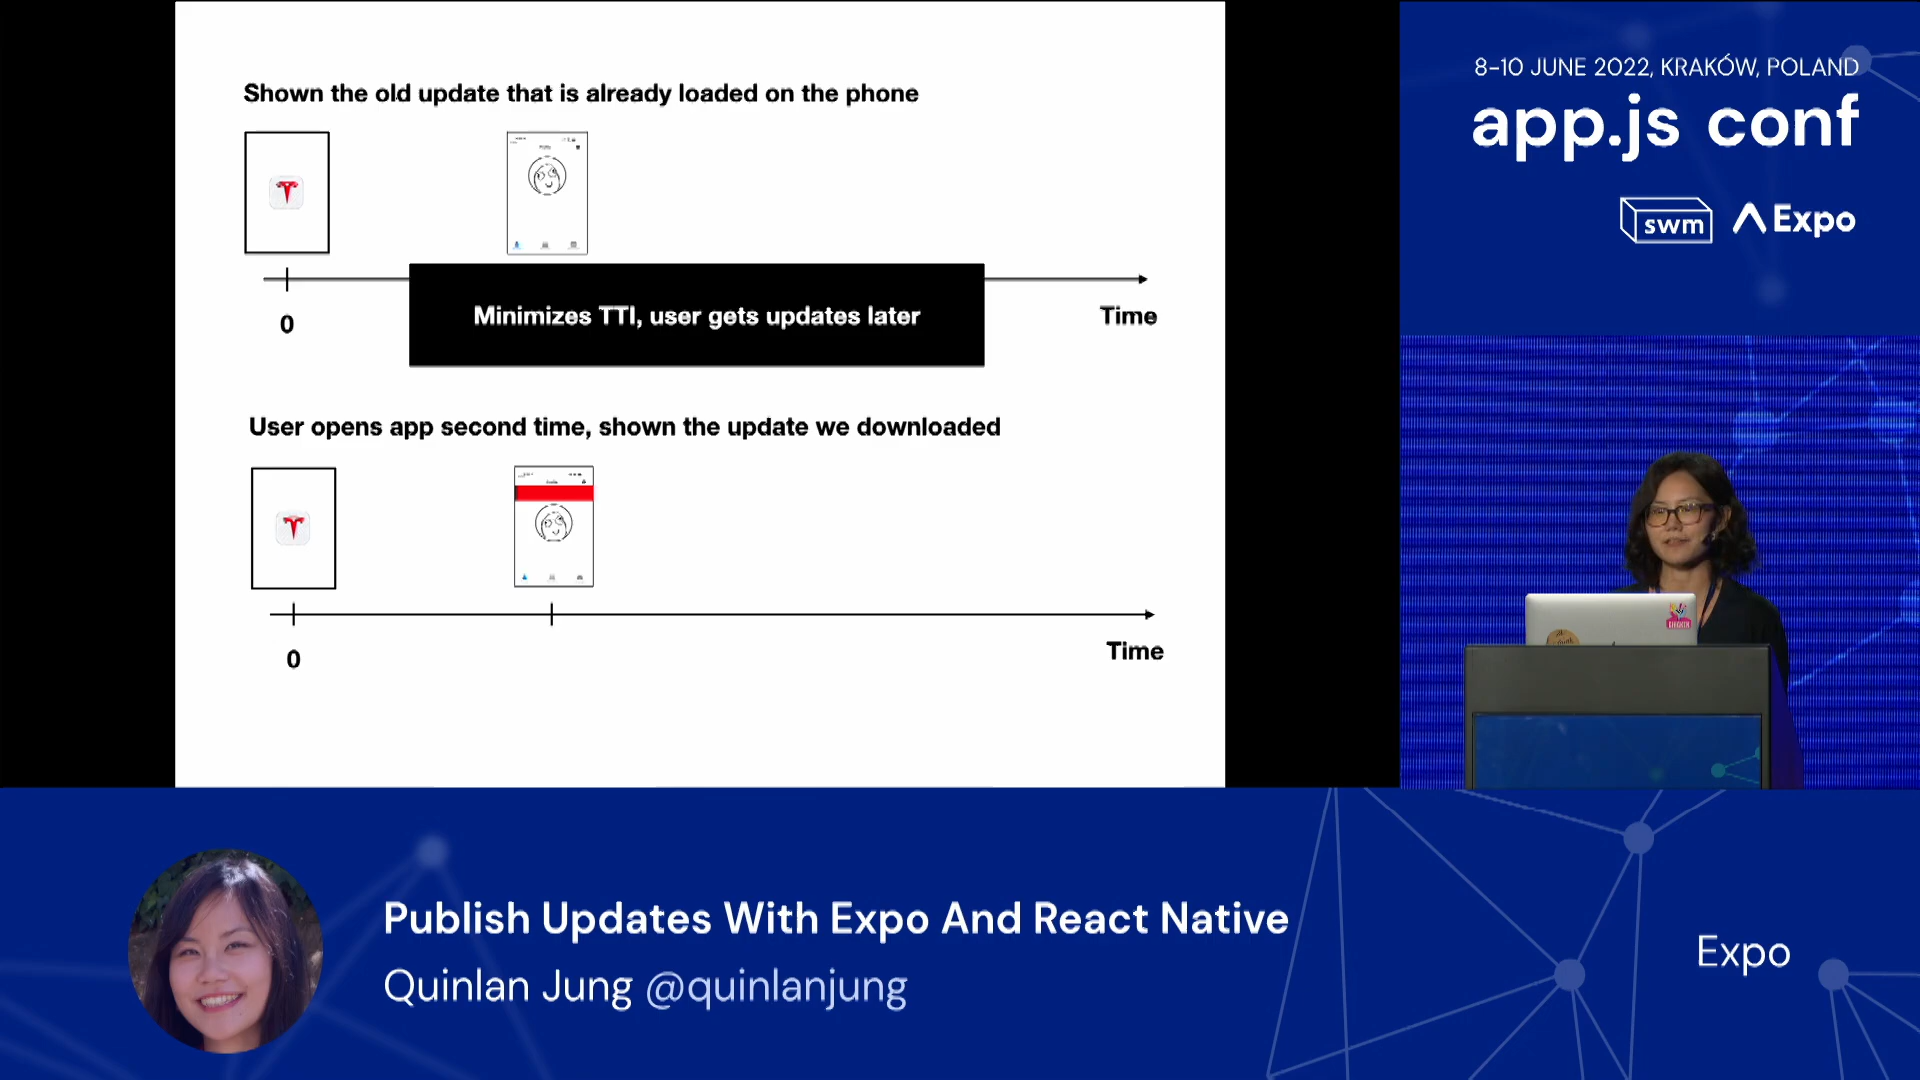 Shown the old update that is already loaded on the phone
Minimizes TTI, user gets updates later
0
Time
User opens app second time, shown the update we downloaded
0
Time
8-10 JUNE 2022, KRAKÓW, POLAND
app.js conf
swm
Expo
Publish Updates With Expo And React Native
Quinlan Jung @quinlanjung
Expo